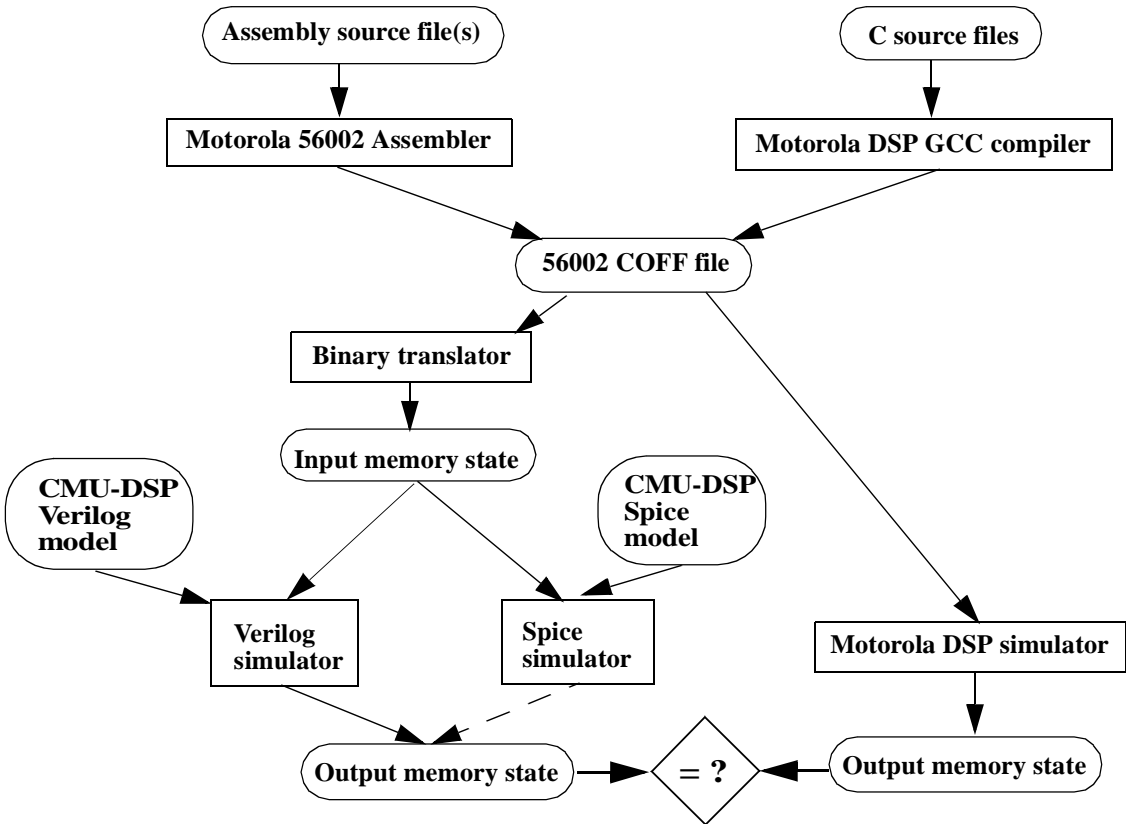 Assembly source file(s)
C source files
Motorola 56002 Assembler
Motorola DSP GCC compiler
56002 COFF file
Binary translator
Input memory state
CMU-DSP
Verilog
model
CMU-DSP
Spice
model
Verilog
simulator
Spice
simulator
Motorola DSP simulator
Output memory state
= ?
Output memory state